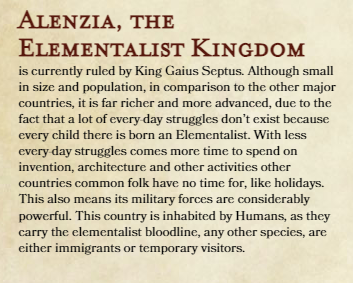 Alenzia, the
Elementalist Kingdom
is currently ruled by King Gaius Septus. Although small
in size and population, in comparison to the other major
countries, it is far richer and more advanced, due to the
fact that a lot of every-day struggles don't exist because
every child there is born an Elementalist. With less
every-day struggles comes more time to spend on
invention, architecture and other activities other
countries common folk have no time for, like holidays.
This also means its military forces are considerably
powerful. This country is inhabited by Humans, as they
carry the elementalist bloodline, any other species, are
either immigrants or temporary visitors.